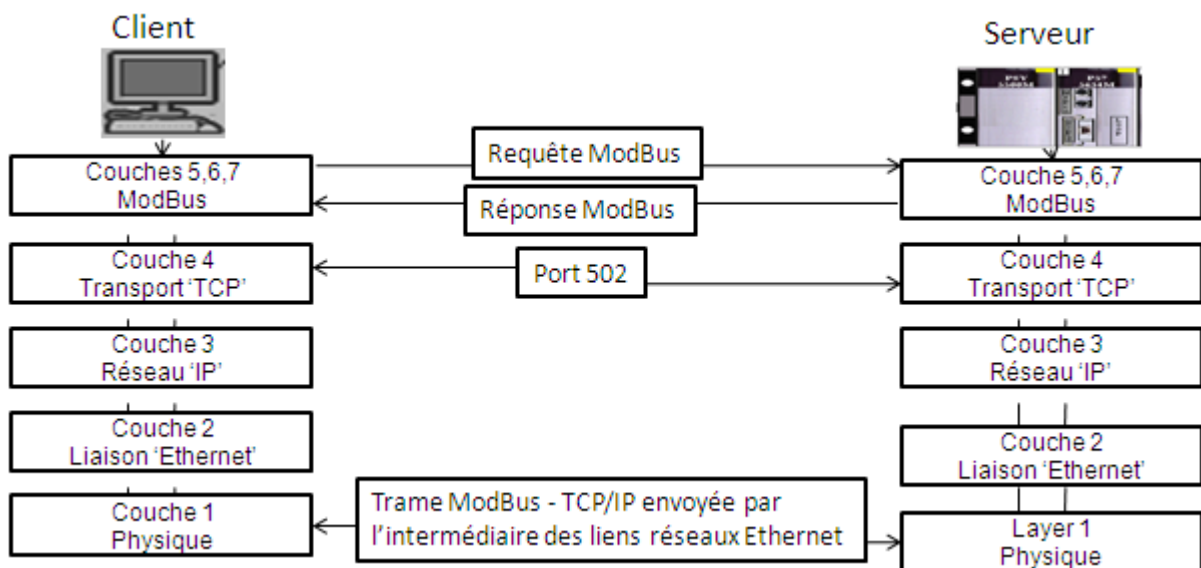 Client
Serveur
Couches 5,6,7
ModBus
Requête ModBus
Couche 5,6,7
ModBus
Réponse ModBus
Couche 4
Transport ‘TCP’
Port 502
Couche 4
Transport ‘TCP’
Couche 3
Réseau ‘IP’
Couche 3
Réseau ‘IP’
Couche 2
Liaison ‘Ethernet’
Couche 2
Liaison ‘Ethernet’
Couche 1
Physique
Trame ModBus - TCP/IP envoyée par
l’intermédiaire des liens réseaux Ethernet
Layer 1
Physique